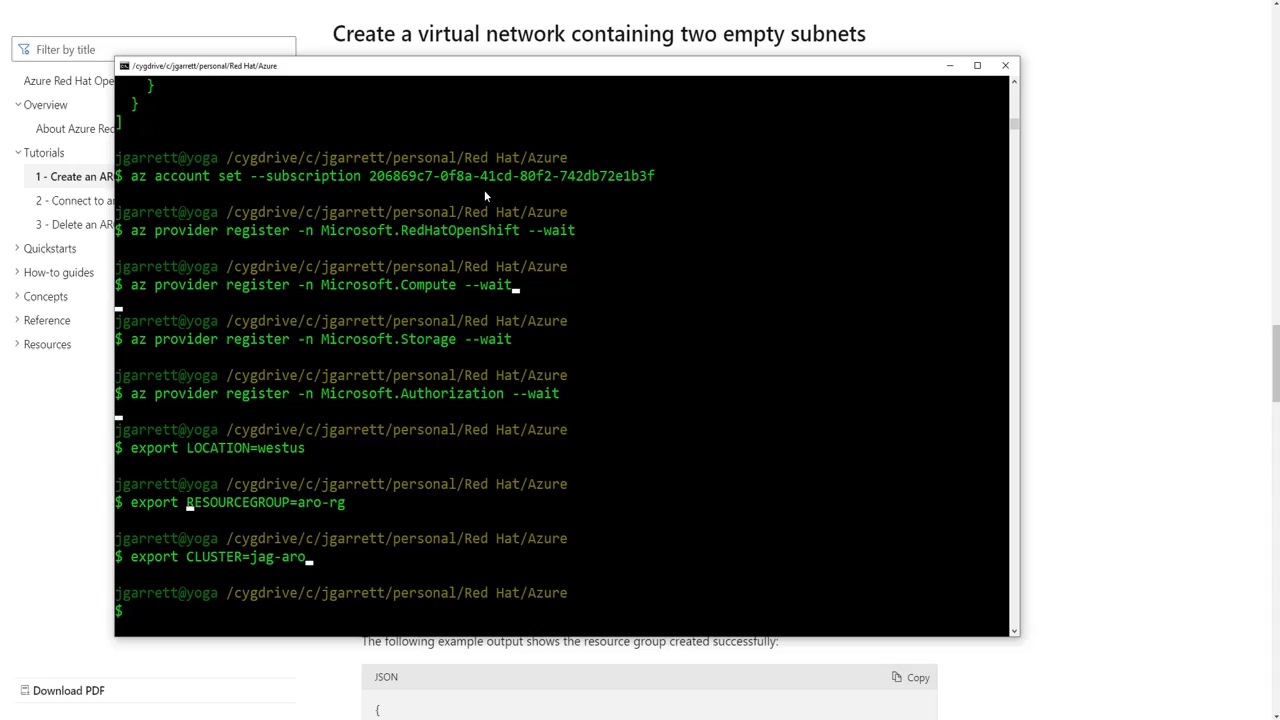 Create a virtual network containing two empty subnets
Filter by title
Azure Red Hat Ope
Overview
About Azure Red
Tutorials
1 - Create an AR
2 - Connect to a
3 - Delete an AR
Quickstarts
How-to guides
Concepts
Reference
Resources
Download PDF
/cygdrive/c/jgarrett/personal/Red Hat/Azure
}
}
]
jgarrett@yoga /cygdrive/c/jgarrett/personal/Red Hat/Azure
$ az account set --subscription 206869c7-0f8a-41cd-80f2-742db72e1b3f
jgarrett@yoga /cygdrive/c/jgarrett/personal/Red Hat/Azure
$ az provider register -n Microsoft.RedHatOpenShift --wait
jgarrett@yoga /cygdrive/c/jgarrett/personal/Red Hat/Azure
$ az provider register -n Microsoft.Compute --wait
jgarrett@yoga /cygdrive/c/jgarrett/personal/Red Hat/Azure
$ az provider register -n Microsoft.Storage --wait
jgarrett@yoga /cygdrive/c/jgarrett/personal/Red Hat/Azure
$ az provider register -n Microsoft.Authorization --wait
jgarrett@yoga /cygdrive/c/jgarrett/personal/Red Hat/Azure
$ export LOCATION=westus
jgarrett@yoga /cygdrive/c/jgarrett/personal/Red Hat/Azure
$ export RESOURCEGROUP=aro-rg
jgarrett@yoga /cygdrive/c/jgarrett/personal/Red Hat/Azure
$ export CLUSTER=jag-aro
jgarrett@yoga /cygdrive/c/jgarrett/personal/Red Hat/Azure
$
The following example output shows the resource group created successfully:
JSON
Copy
{